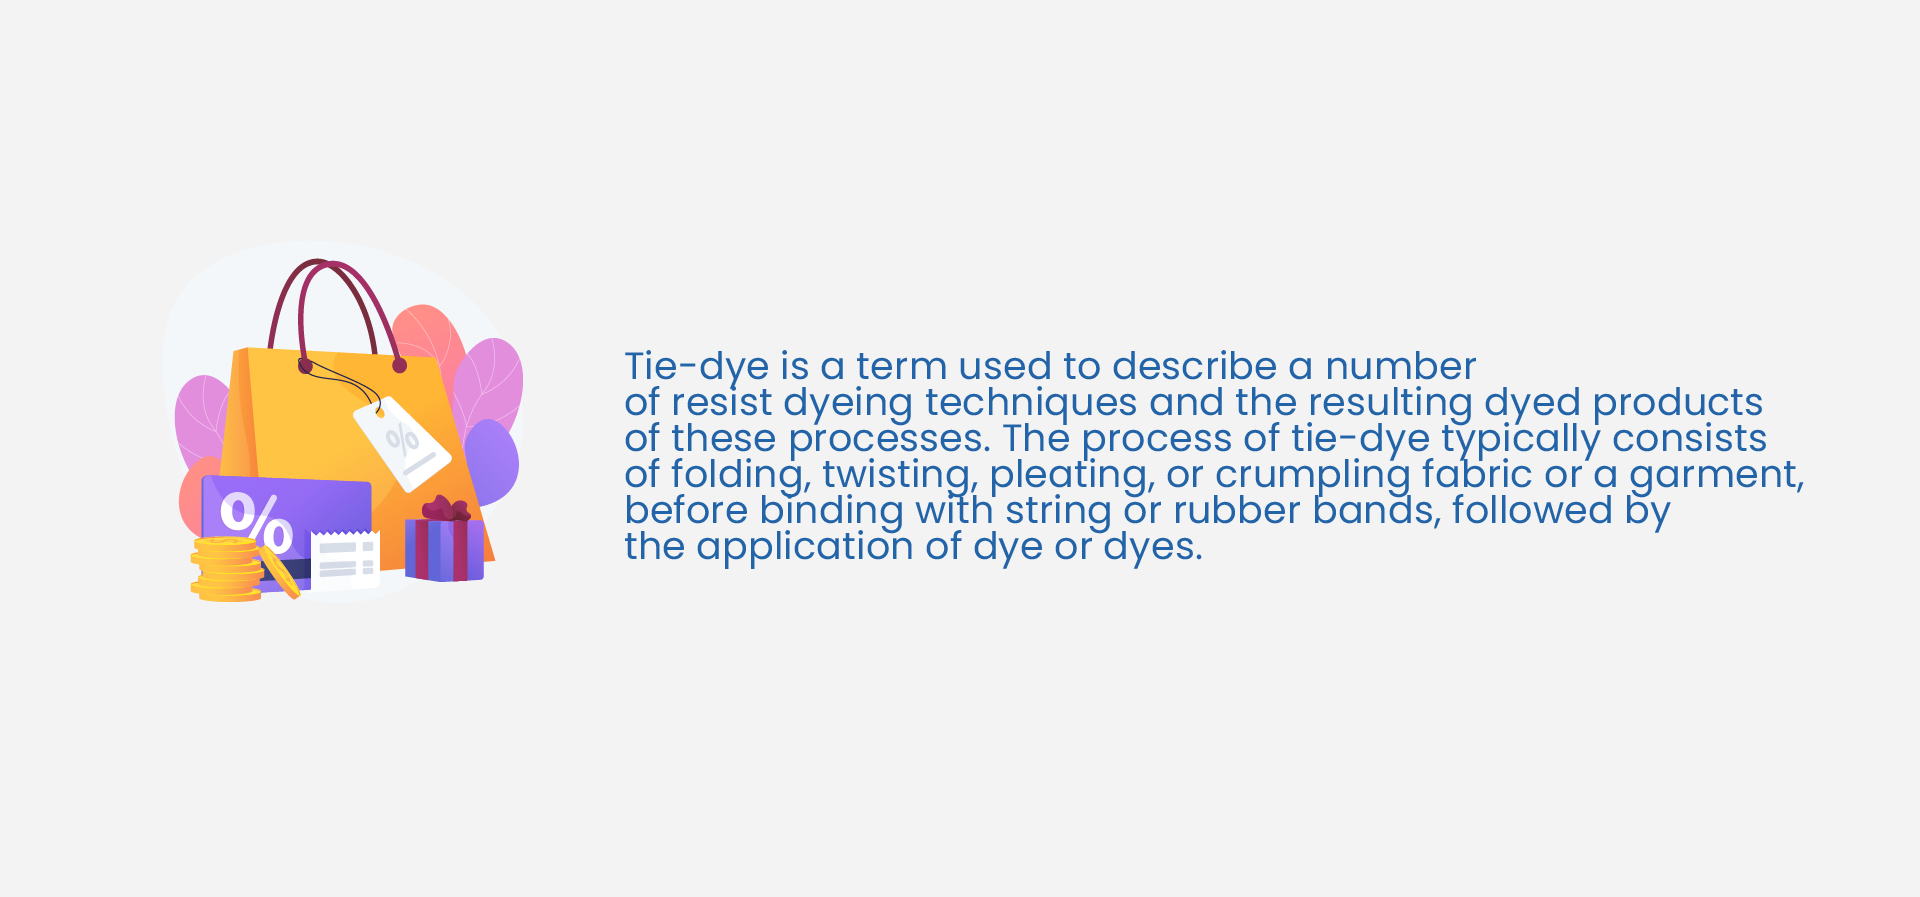 Tie-dye is a term used to describe a number
of resist dyeing techniques and the resulting dyed products
of these processes. The process of tie-dye typically consists
of folding, twisting, pleating, or crumpling fabric or a garment,
before binding with string or rubber bands, followed by
the application of dye or dyes.
%
%